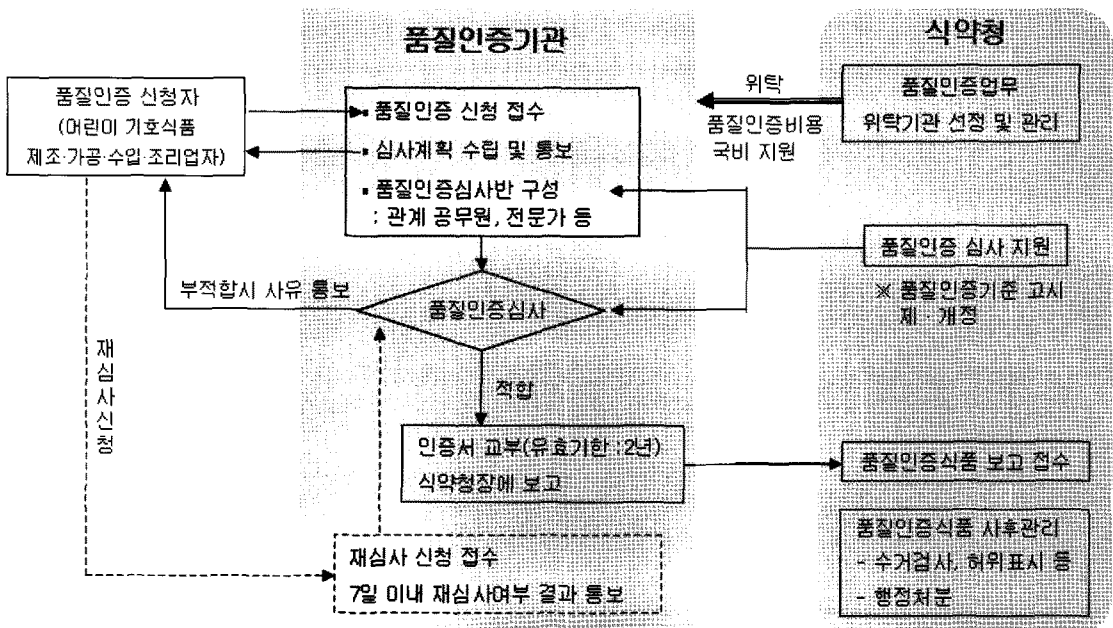 품질인증기관
식약청
품질인증 신청자
(어린이 기호식품
제조·가공·수입·조리업자)
▪ 품질인증 신청 접수
▪ 심사계획 수립 및 통보
▪ 품질인증심사반 구성
: 관계 공무원, 전문가 등
위탁
품질인증비용
국비 지원
품질인증업무
위탁기관 선정 및 관리
품질인증 심사 지원
※ 품질인증기준 고시
제·개정
부적합시 사유 통보
품질인증심사
재
심
사
신
청
적합
인증서 교부(유효기한 :2년)
식약청장에 보고
품질인증식품 보고 접수
재심사 신청 접수
7일 이내 재심사여부 결과 통보
품질인증식품 사후관리
- 수거검사, 허위표시 등
- 행정처분